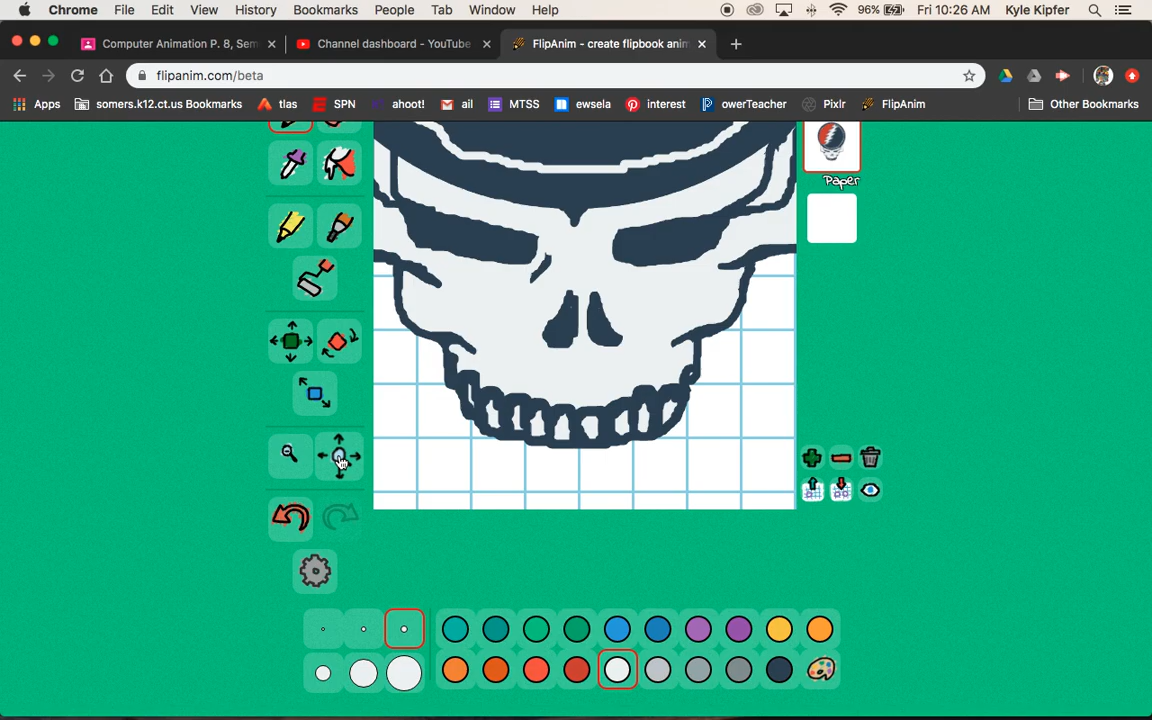 Chrome File Edit View History Bookmarks People Tab Window Help 96% Fri 10:26 AM Kyle Kipfer
Computer Animation P. 8, Sem Channel dashboard - YouTube FlipAnim - create flipbook anim
flipanim.com/beta
Apps somers.k12.ct.us Bookmarks tlas SPN ahoot! ail MTSS ewsela interest owerTeacher Pixlr FlipAnim Other Bookmarks
Paper